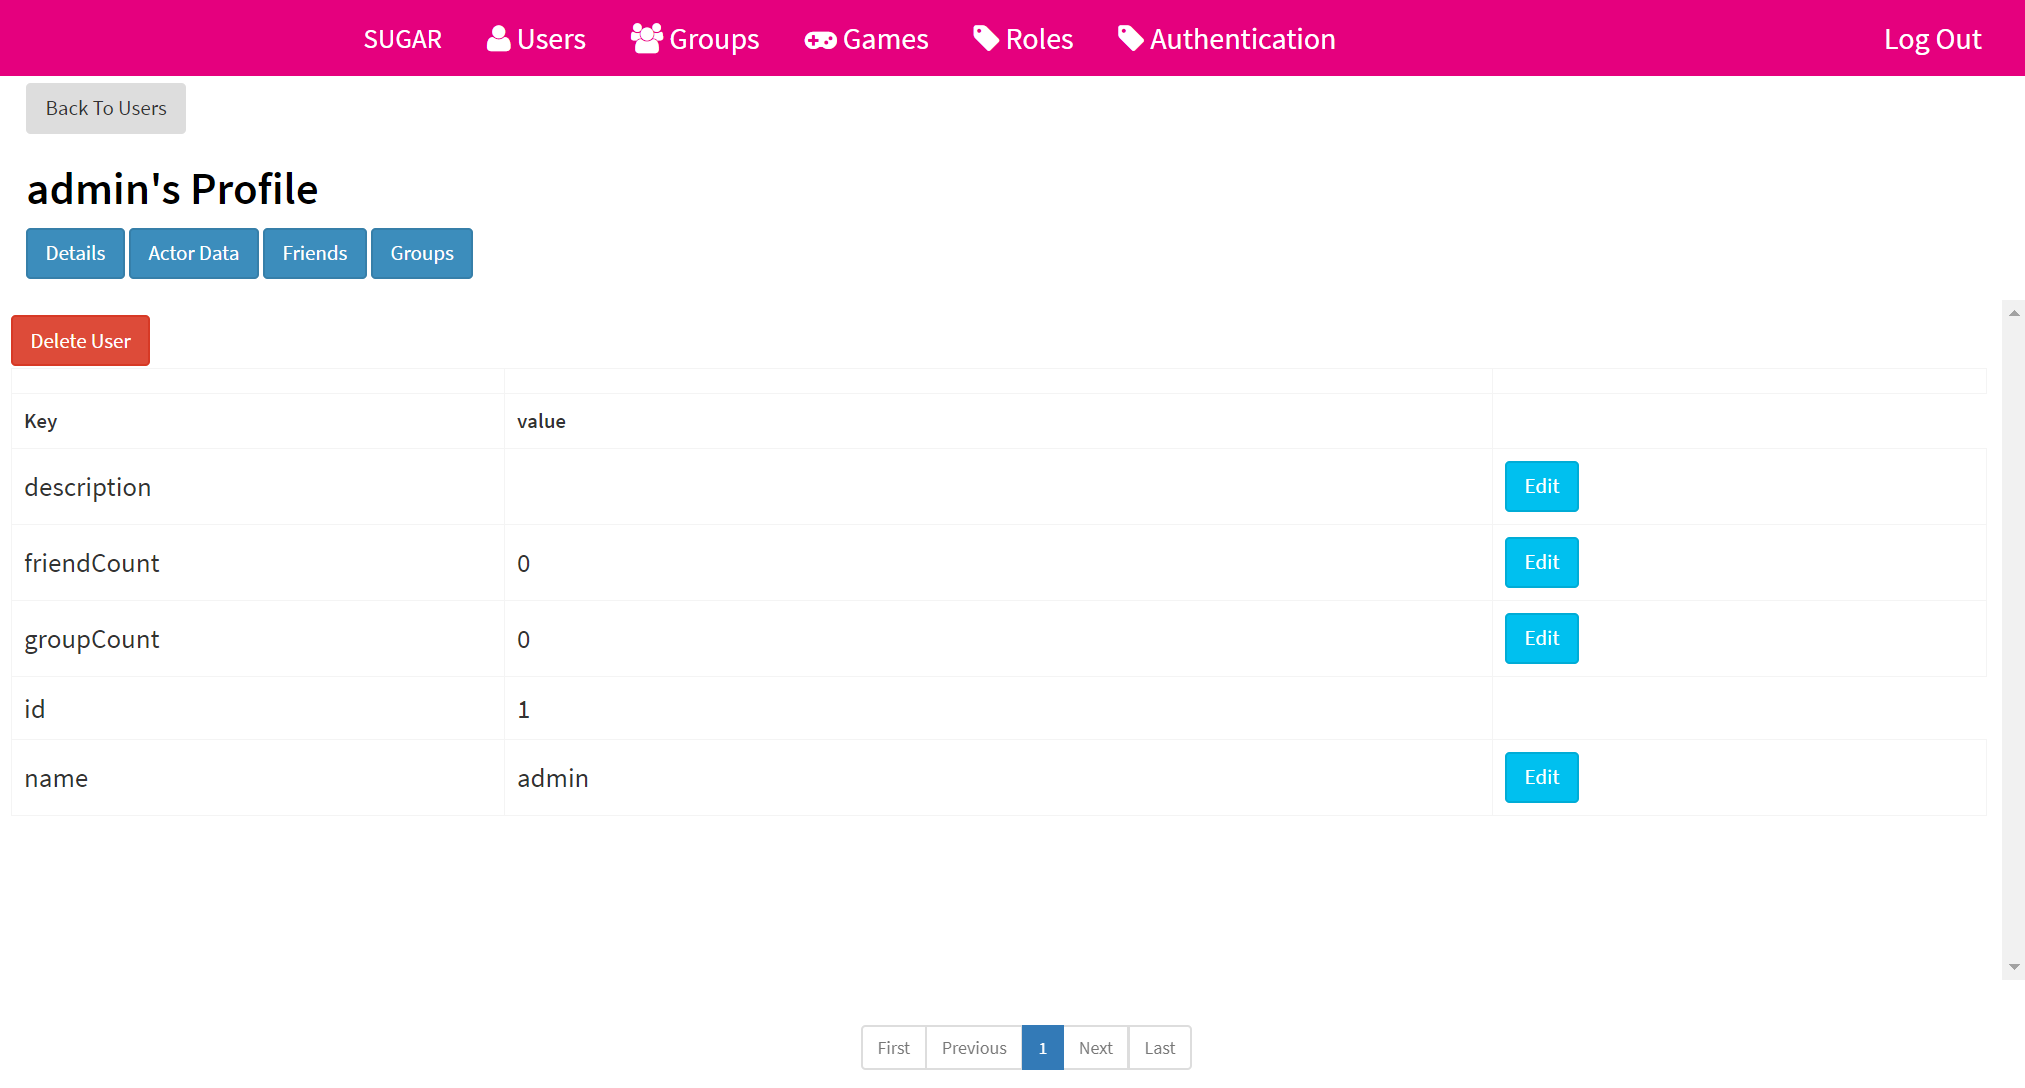 SUGAR Users Groups Games Roles Authentication Log Out
Back To Users
admin's Profile
Details Actor Data Friends Groups
Delete User
Key value
description Edit
friendCount 0 Edit
groupCount 0 Edit
id 1
name admin Edit
First Previous 1 Next Last